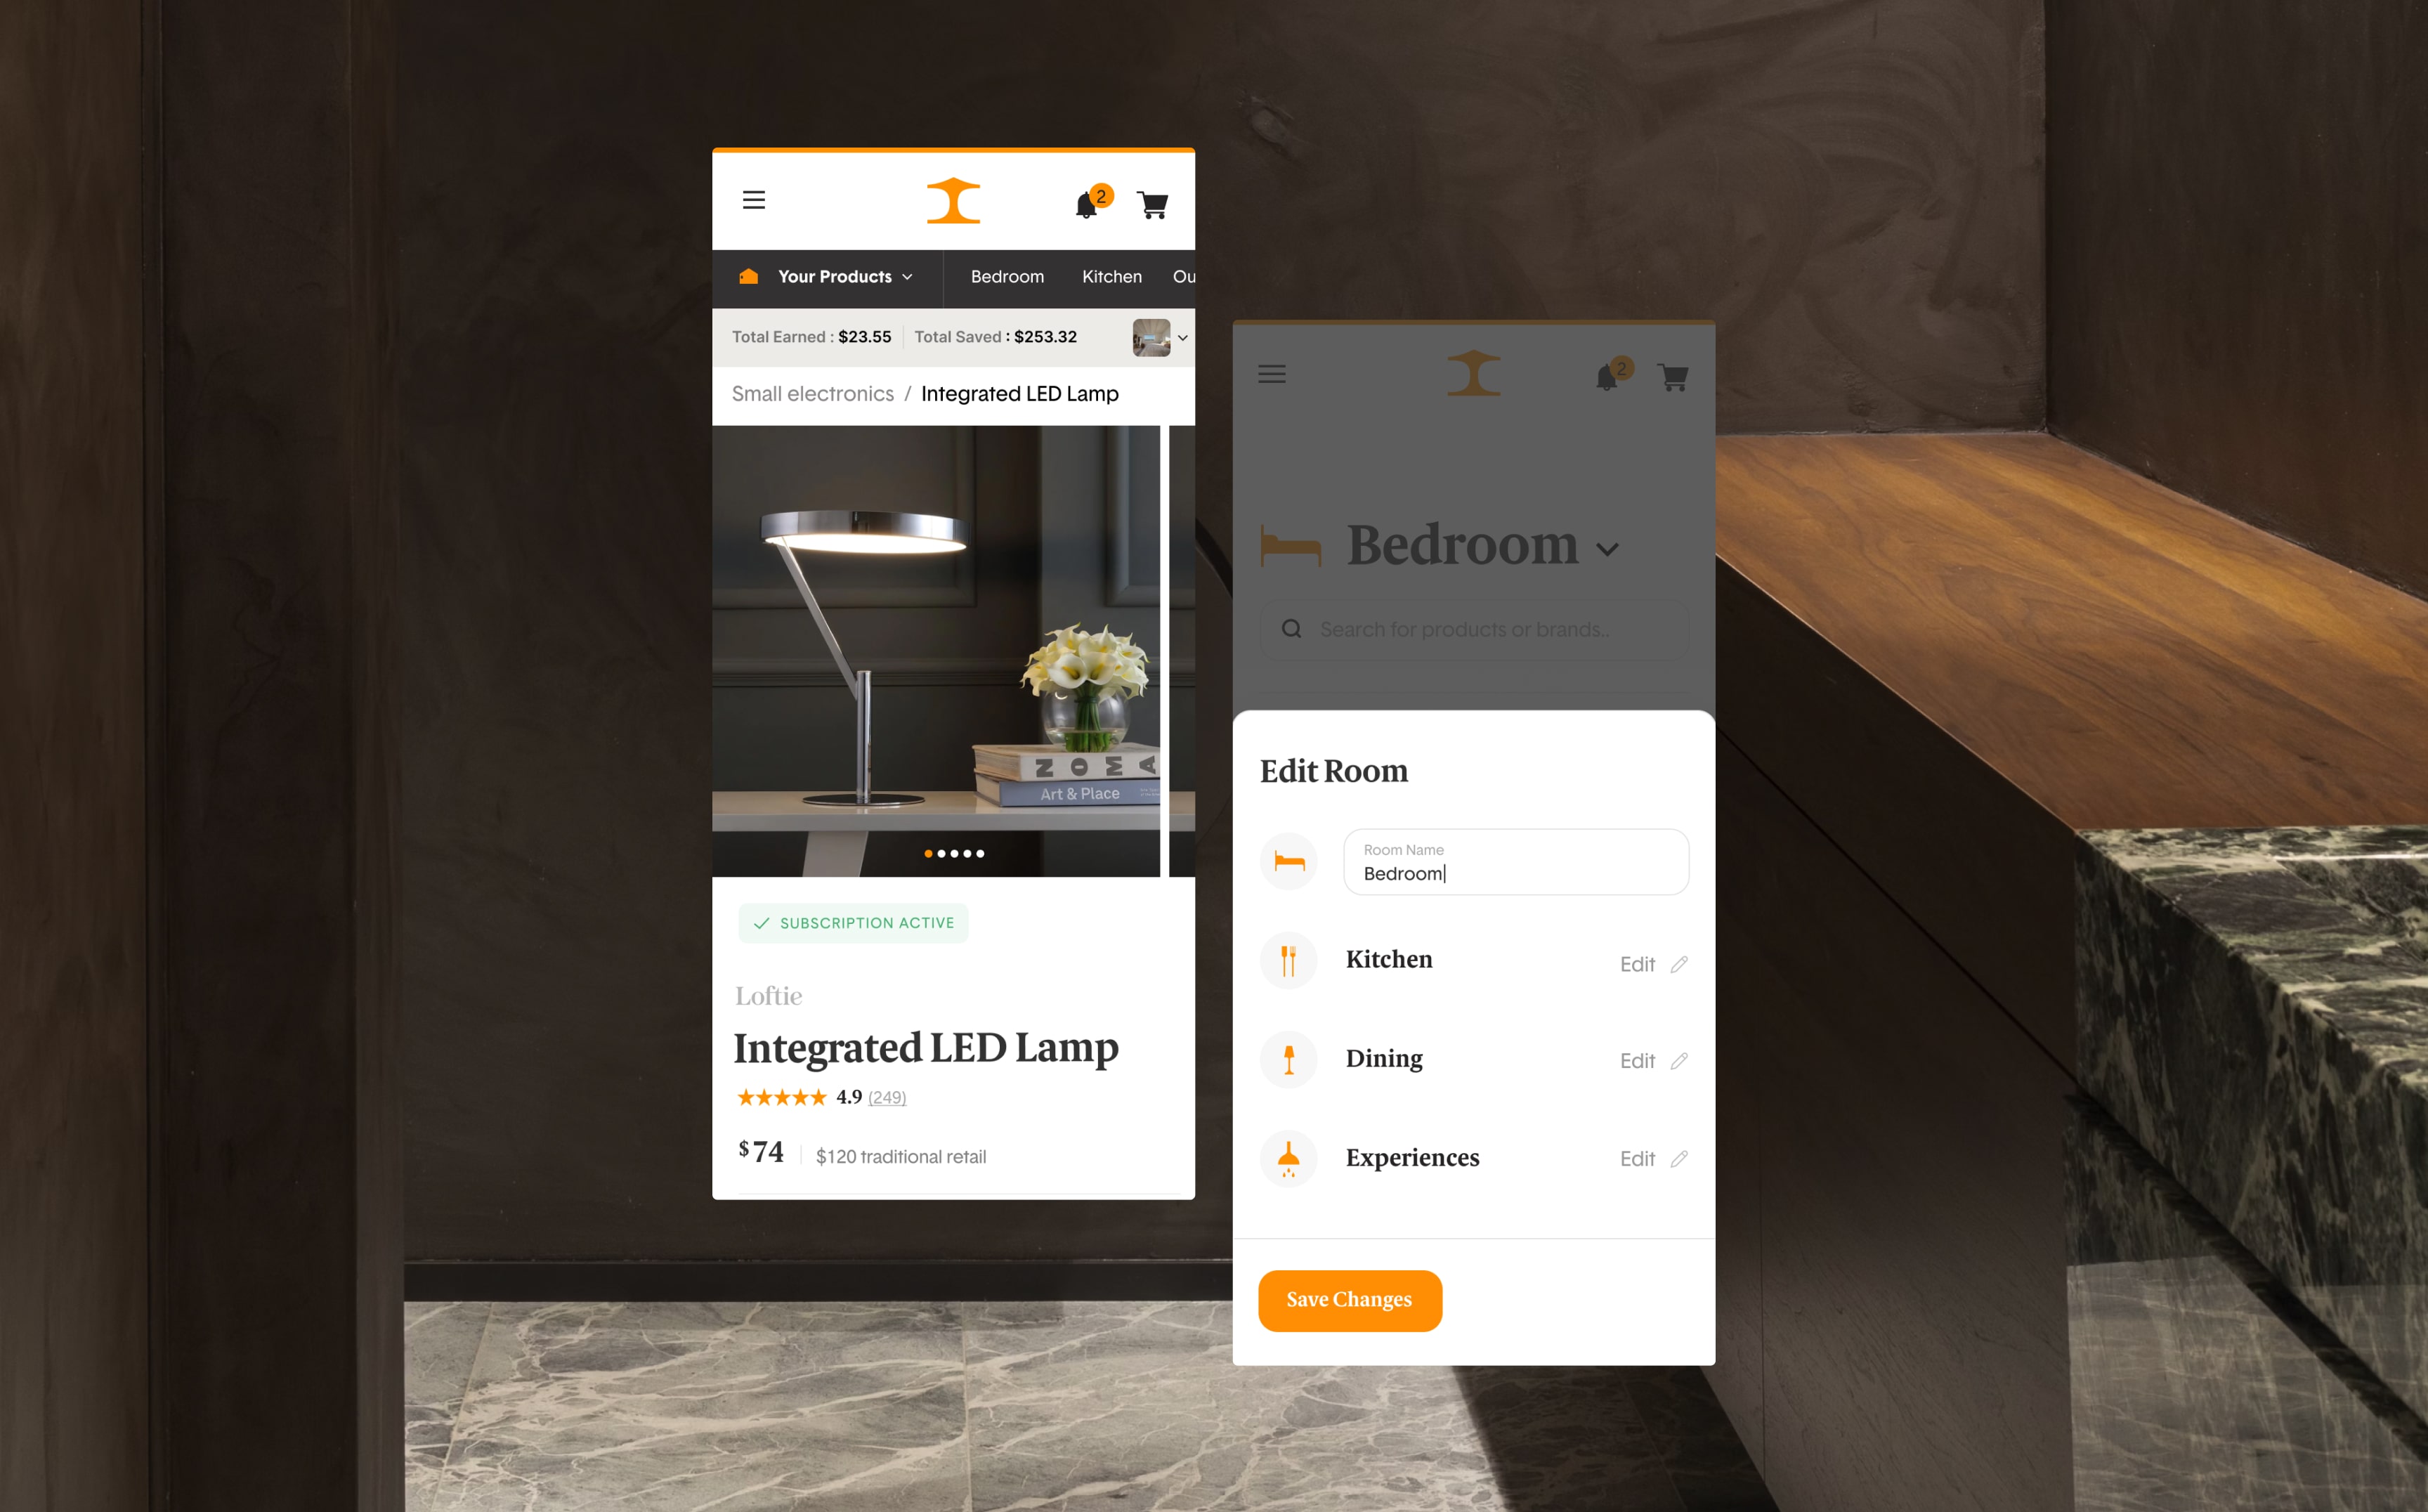 2
Your Products Bedroom Kitchen Ou
Total Earned : $23.55 Total Saved : $253.32
Small electronics / Integrated LED Lamp
NOMA
Art & Place
SUBSCRIPTION ACTIVE
Loftie
Integrated LED Lamp
4.9 (249)
$74 $120 traditional retail
2
Bedroom
Search for products or brands..
Edit Room
Room Name
Bedroom
Kitchen Edit
Dining Edit
Experiences Edit
Save Changes